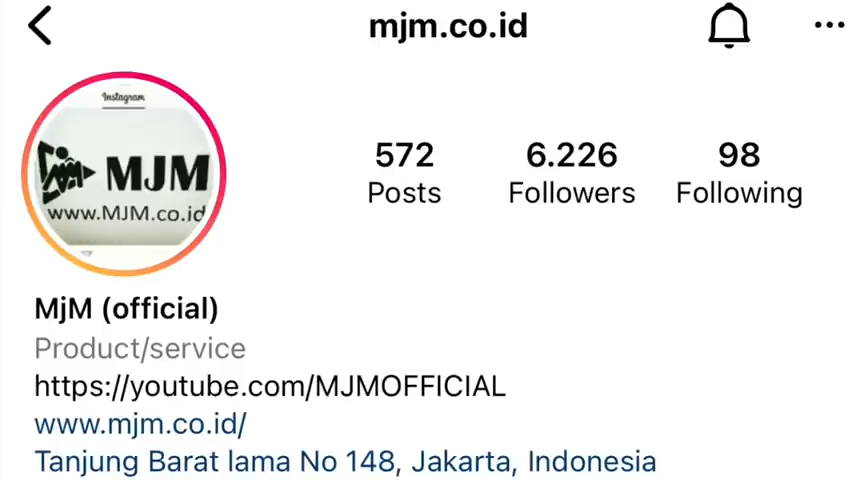 mjm.co.id
Instagram
MJM
www.MJM.co.id
572 6.226 98
Posts Followers Following
MjM (official)
Product/service
https://youtube.com/MJMOFFICIAL
www.mjm.co.id/
Tanjung Barat lama No 148, Jakarta, Indonesia